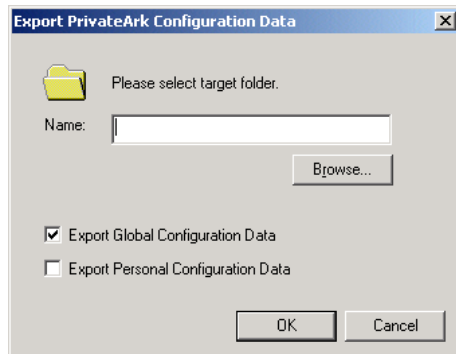 Export PrivateArk Configuration Data
Please select target folder.
Name:
Browse...
Export Global Configuration Data
Export Personal Configuration Data
OK Cancel